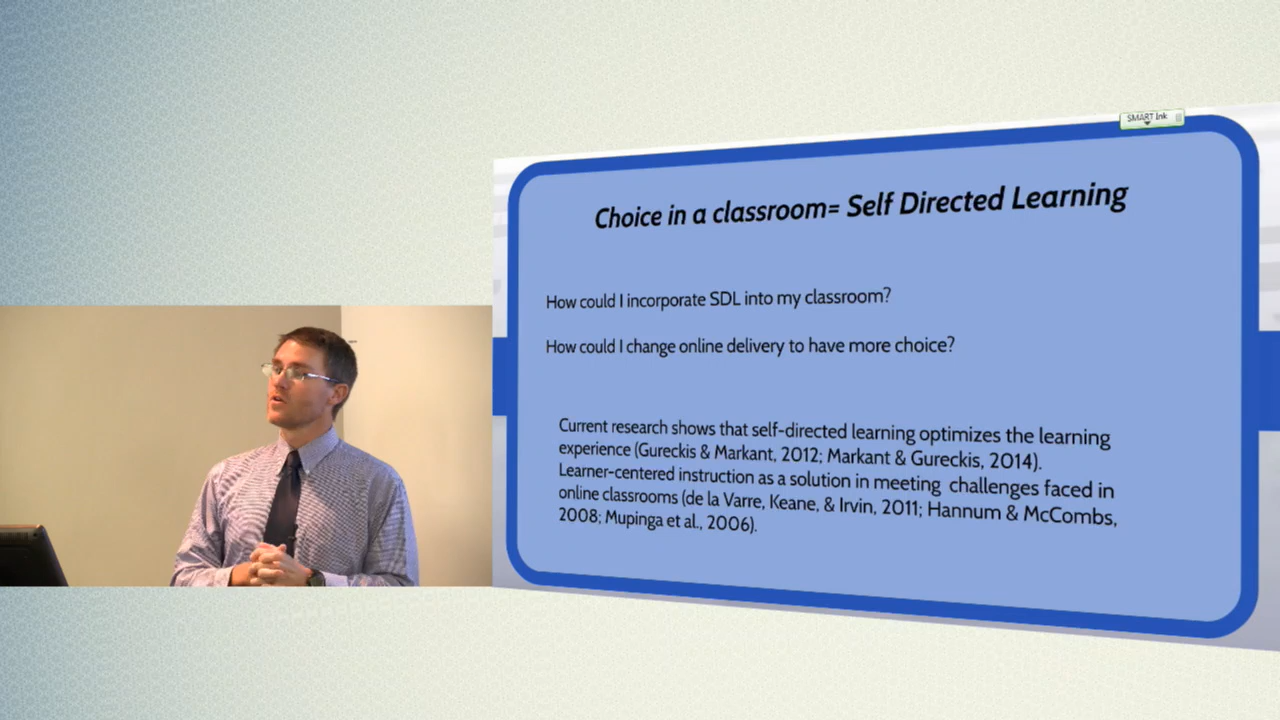 SMART Ink
Choice in a classroom= Self Directed Learning
How could I incorporate SDL into my classroom?
How could I change online delivery to have more choice?
Current research shows that self-directed learning optimizes the learning
experience (Gureckis & Markant, 2012; Markant & Gureckis, 2014).
Learner-centered instruction as a solution in meeting challenges faced in
online classrooms (de la Varre, Keane, & Irvin, 2011; Hannum & McCombs,
2008; Mupinga et al., 2006).